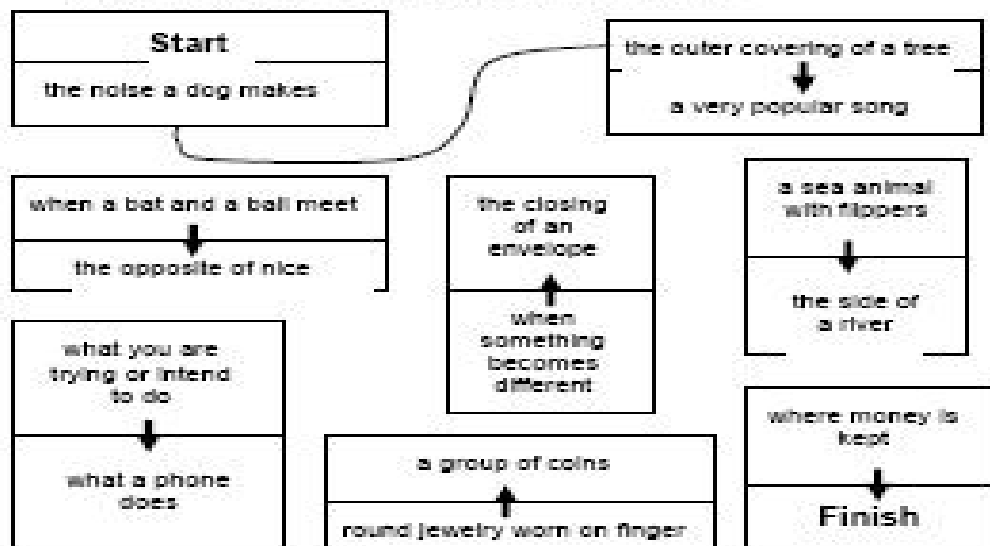 Start
the noise a dog makes
the outer covering of a tree
a very popular song
when a bat and a ball meet
the opposite of nice
the closing
of an
envelope
when
something
becomes
different
a sea animal
with flippers
the side of
a river
what you are
trying or intend
to do
what a phone
does
a group of coins
round jewelry worn on finger
where money is
kept
Finish